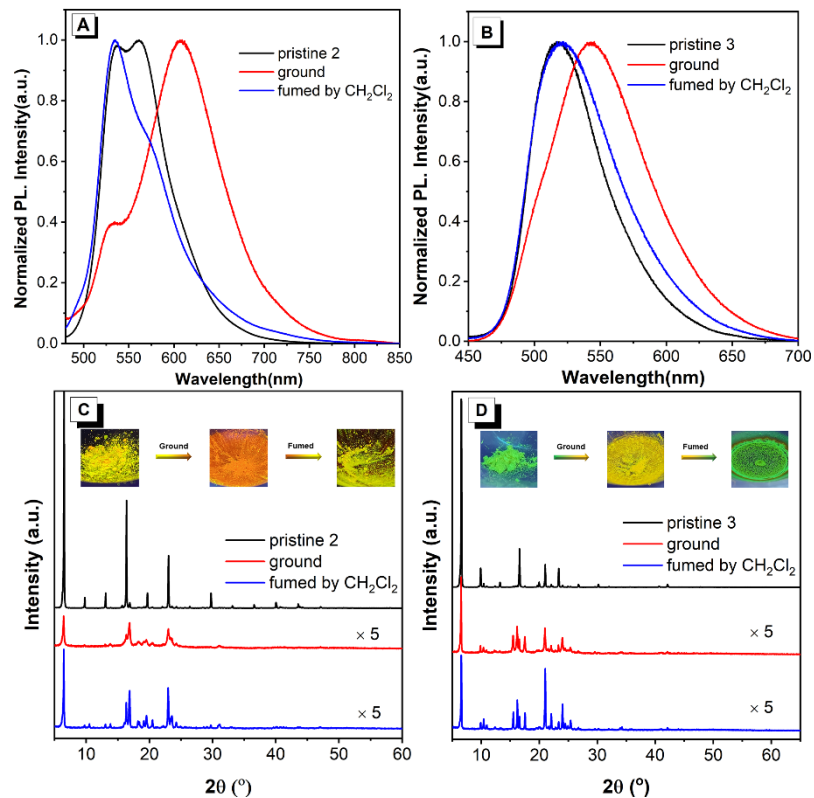 A
pristine 2
ground
fumed by CH₂Cl₂
Normalized PL. Intensity(a.u.)
1.0
0.8
0.6
0.4
0.2
0.0
500 550 600 650 700 750 800 850
Wavelength(nm)
B
pristine 3
ground
fumed by CH₂Cl₂
Normalized PL. Intensity(a.u.)
1.0
0.8
0.6
0.4
0.2
0.0
450 500 550 600 650 700
Wavelength(nm)
C
Ground
Fumed
pristine 2
ground
fumed by CH₂Cl₂
Intensity (a.u.)
× 5
× 5
10 20 30 40 50 60
2θ (°)
D
Ground
Fumed
pristine 3
ground
fumed by CH₂Cl₂
Intensity (a.u.)
× 5
× 5
10 20 30 40 50 60
2θ (°)